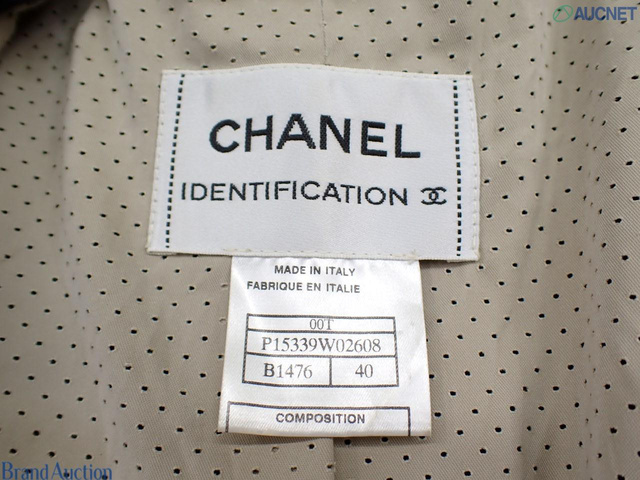 AUCNET
CHANEL
IDENTIFICATION
MADE IN ITALY
FABRIQUE EN ITALIE
00T
P15339W02608
B1476 40
COMPOSITION
BrandAuction